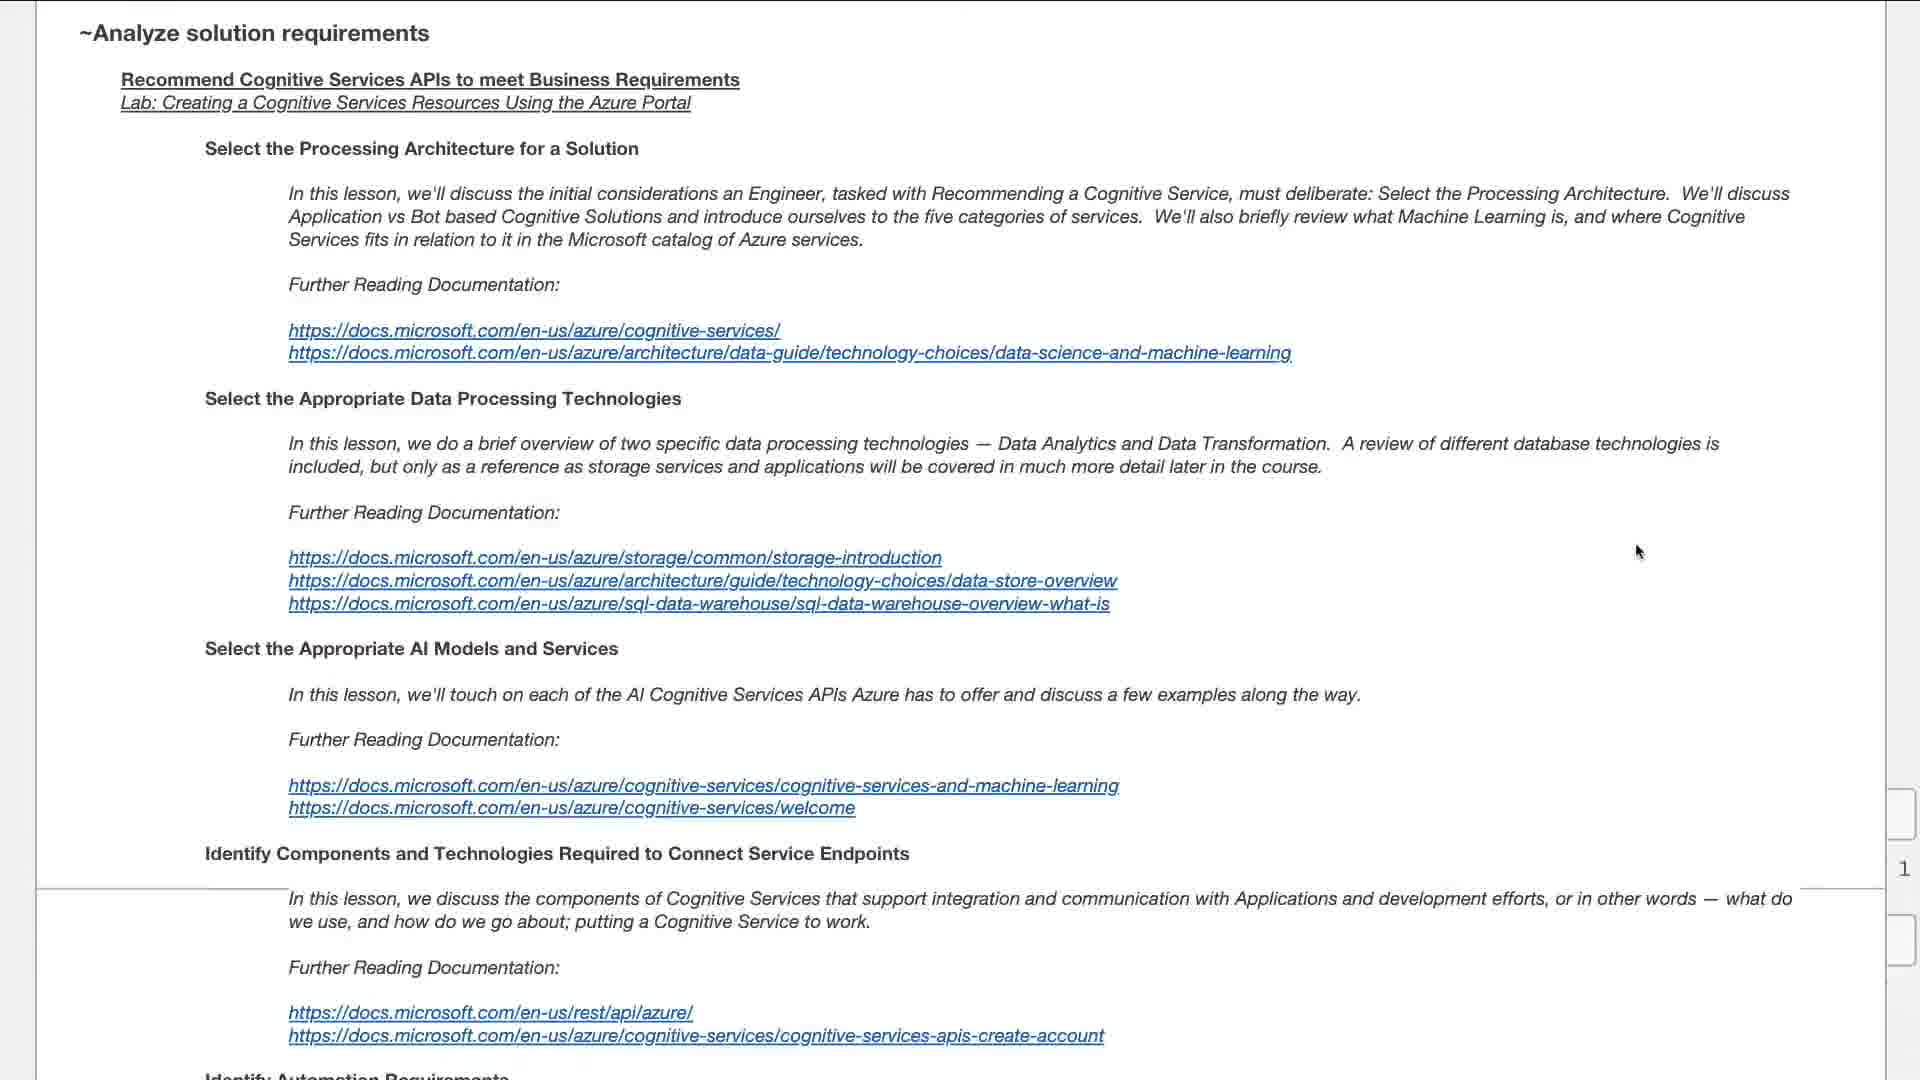 ~Analyze solution requirements
Recommend Cognitive Services APIs to meet Business Requirements
Lab: Creating a Cognitive Services Resources Using the Azure Portal
Select the Processing Architecture for a Solution
In this lesson, we'll discuss the initial considerations an Engineer, tasked with Recommending a Cognitive Service, must deliberate: Select the Processing Architecture.  We'll discuss
Application vs Bot based Cognitive Solutions and introduce ourselves to the five categories of services.  We'll also briefly review what Machine Learning is, and where Cognitive
Services fits in relation to it in the Microsoft catalog of Azure services.
Further Reading Documentation:
https://docs.microsoft.com/en-us/azure/cognitive-services/
https://docs.microsoft.com/en-us/azure/architecture/data-guide/technology-choices/data-science-and-machine-learning
Select the Appropriate Data Processing Technologies
In this lesson, we do a brief overview of two specific data processing technologies — Data Analytics and Data Transformation.  A review of different database technologies is
included, but only as a reference as storage services and applications will be covered in much more detail later in the course.
Further Reading Documentation:
https://docs.microsoft.com/en-us/azure/storage/common/storage-introduction
https://docs.microsoft.com/en-us/azure/architecture/guide/technology-choices/data-store-overview
https://docs.microsoft.com/en-us/azure/sql-data-warehouse/sql-data-warehouse-overview-what-is
Select the Appropriate AI Models and Services
In this lesson, we'll touch on each of the AI Cognitive Services APIs Azure has to offer and discuss a few examples along the way.
Further Reading Documentation:
https://docs.microsoft.com/en-us/azure/cognitive-services/cognitive-services-and-machine-learning
https://docs.microsoft.com/en-us/azure/cognitive-services/welcome
Identify Components and Technologies Required to Connect Service Endpoints
1
In this lesson, we discuss the components of Cognitive Services that support integration and communication with Applications and development efforts, or in other words — what do
we use, and how do we go about; putting a Cognitive Service to work.
Further Reading Documentation:
https://docs.microsoft.com/en-us/rest/api/azure/
https://docs.microsoft.com/en-us/azure/cognitive-services/cognitive-services-apis-create-account
Identify Automation Requirements